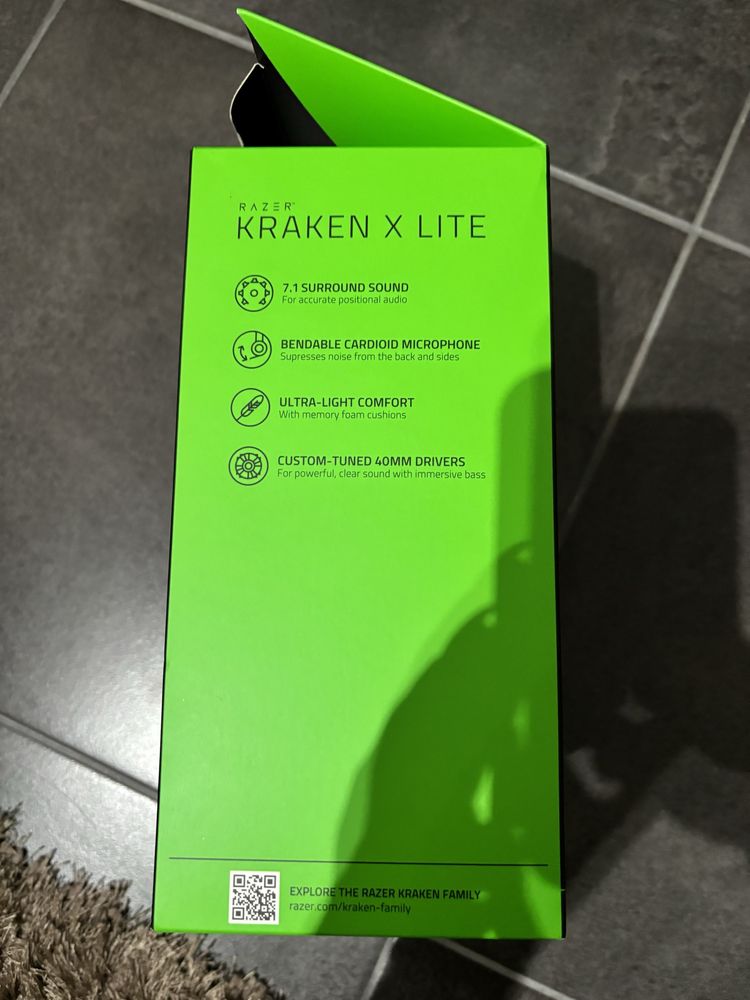 RAZER
KRAKEN X LITE
7.1 SURROUND SOUND
For accurate positional audio
BENDABLE CARDIOID MICROPHONE
Supresses noise from the back and sides
ULTRA-LIGHT COMFORT
With memory foam cushions
CUSTOM-TUNED 40MM DRIVERS
For powerful, clear sound with immersive bass
EXPLORE THE RAZER KRAKEN FAMILY
razer.com/kraken-family